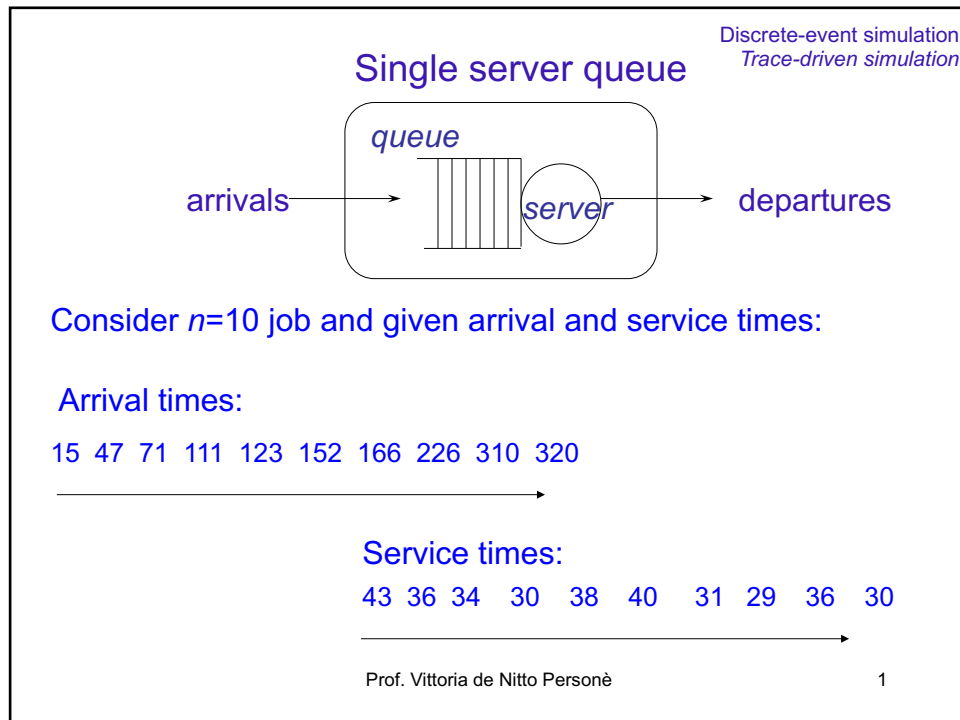 Discrete-event simulation
Trace-driven simulation
Single server queue
queue
arrivals
server
departures
Consider n=10 job and given arrival and service times:
Arrival times:
15 47 71 111 123 152 166 226 310 320
Service times:
43 36 34 30 38 40 31 29 36 30
Prof. Vittoria de Nitto Personè 1